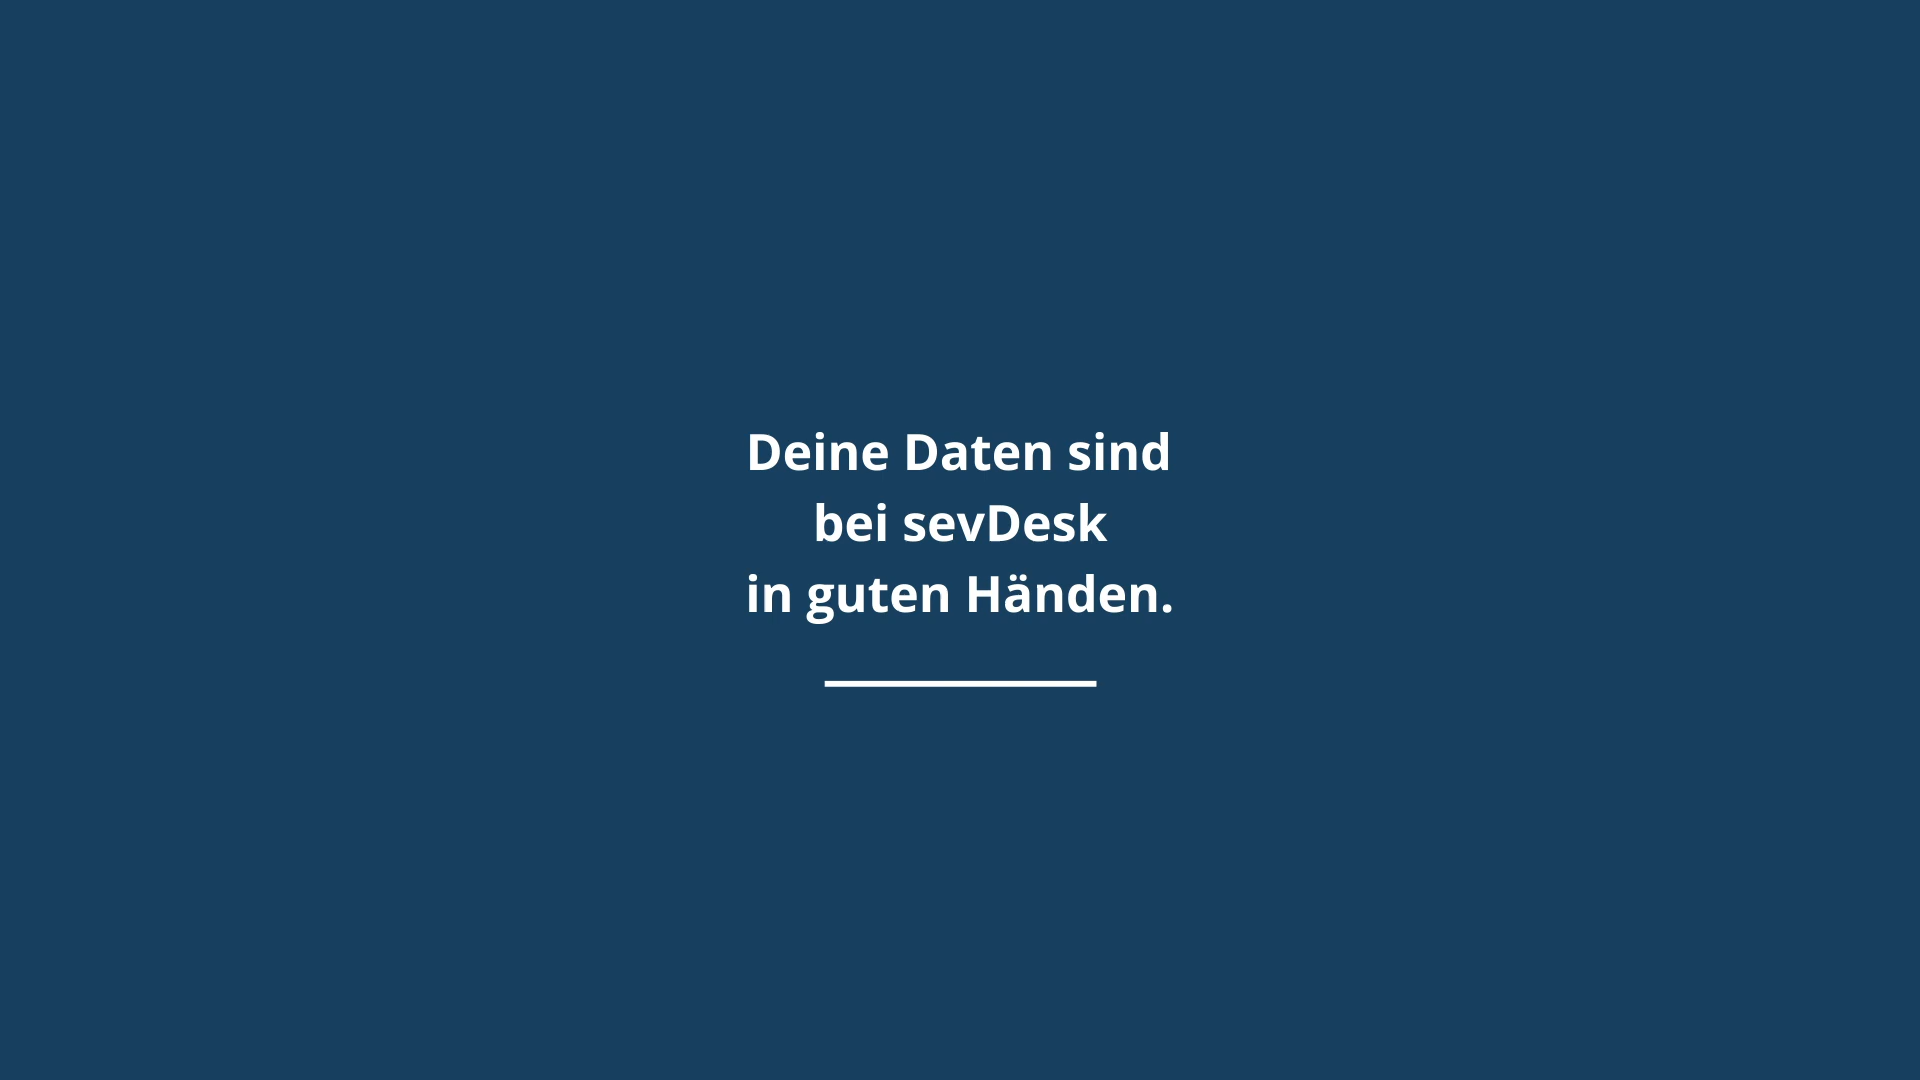 Deine Daten sind
bei sevDesk
in guten Händen.